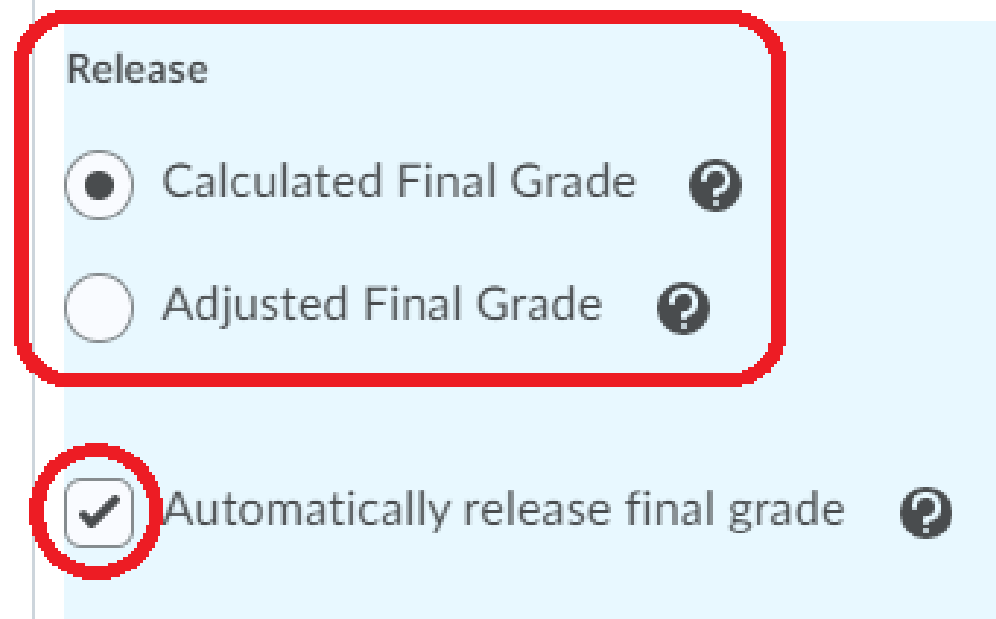 Release
Calculated Final Grade ?
Adjusted Final Grade ?
Automatically release final grade ?